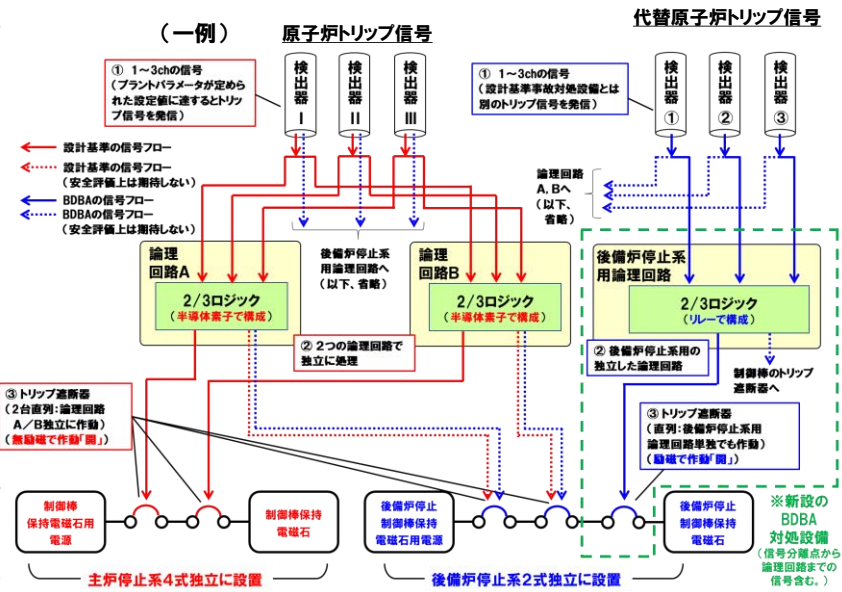 （一例）
原子炉トリップ信号
代替原子炉トリップ信号
① 1～3chの信号
（プラントパラメータが定めら
れた設定値に達するとトリッ
プ信号を発信）
検出器Ⅰ
検出器Ⅱ
検出器Ⅲ
① 1～3chの信号
（設計基準事故対処設備とは
別のトリップ信号を発信）
検出器①
検出器②
検出器③
設計基準の信号フロー
設計基準の信号フロー
（安全評価上は期待しない）
BDBAの信号フロー
BDBAの信号フロー
（安全評価上は期待しない）
論理回路
A，Bへ
（以下、
省略）
論理
回路A
後備炉停止系
用論理回路へ
（以下、省略）
論理
回路B
後備炉停止系
用論理回路
2/3ロジック
（半導体素子で構成）
2/3ロジック
（半導体素子で構成）
2/3ロジック
（リレーで構成）
② 2つの論理回路で
独立に処理
② 後備炉停止系用の
独立した論理回路
制御棒のトリップ
遮断器へ
③ トリップ遮断器
（2台直列：論理回路
A／B独立に作動）
（無励磁で作動「開」）
③ トリップ遮断器
（直列：後備炉停止系用
論理回路単独でも作動）
（励磁で作動「開」）
制御棒
保持電磁石用
電源
制御棒保持
電磁石
後備炉停止
制御棒保持
電磁石用電源
後備炉停止
制御棒保持
電磁石
※新設の
BDBA
対処設備
（信号分離点から
論理回路までの
信号含む。）
主炉停止系4式独立に設置
後備炉停止系2式独立に設置